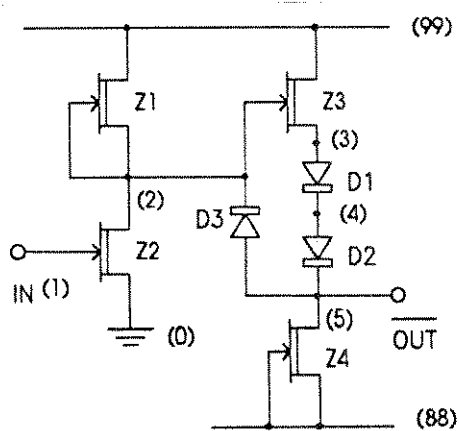 (99)
Z1
Z3
(3)
D1
(2)
D3
(4)
Z2
D2
IN (1)
(0)
(5)
OUT
Z4
(88)